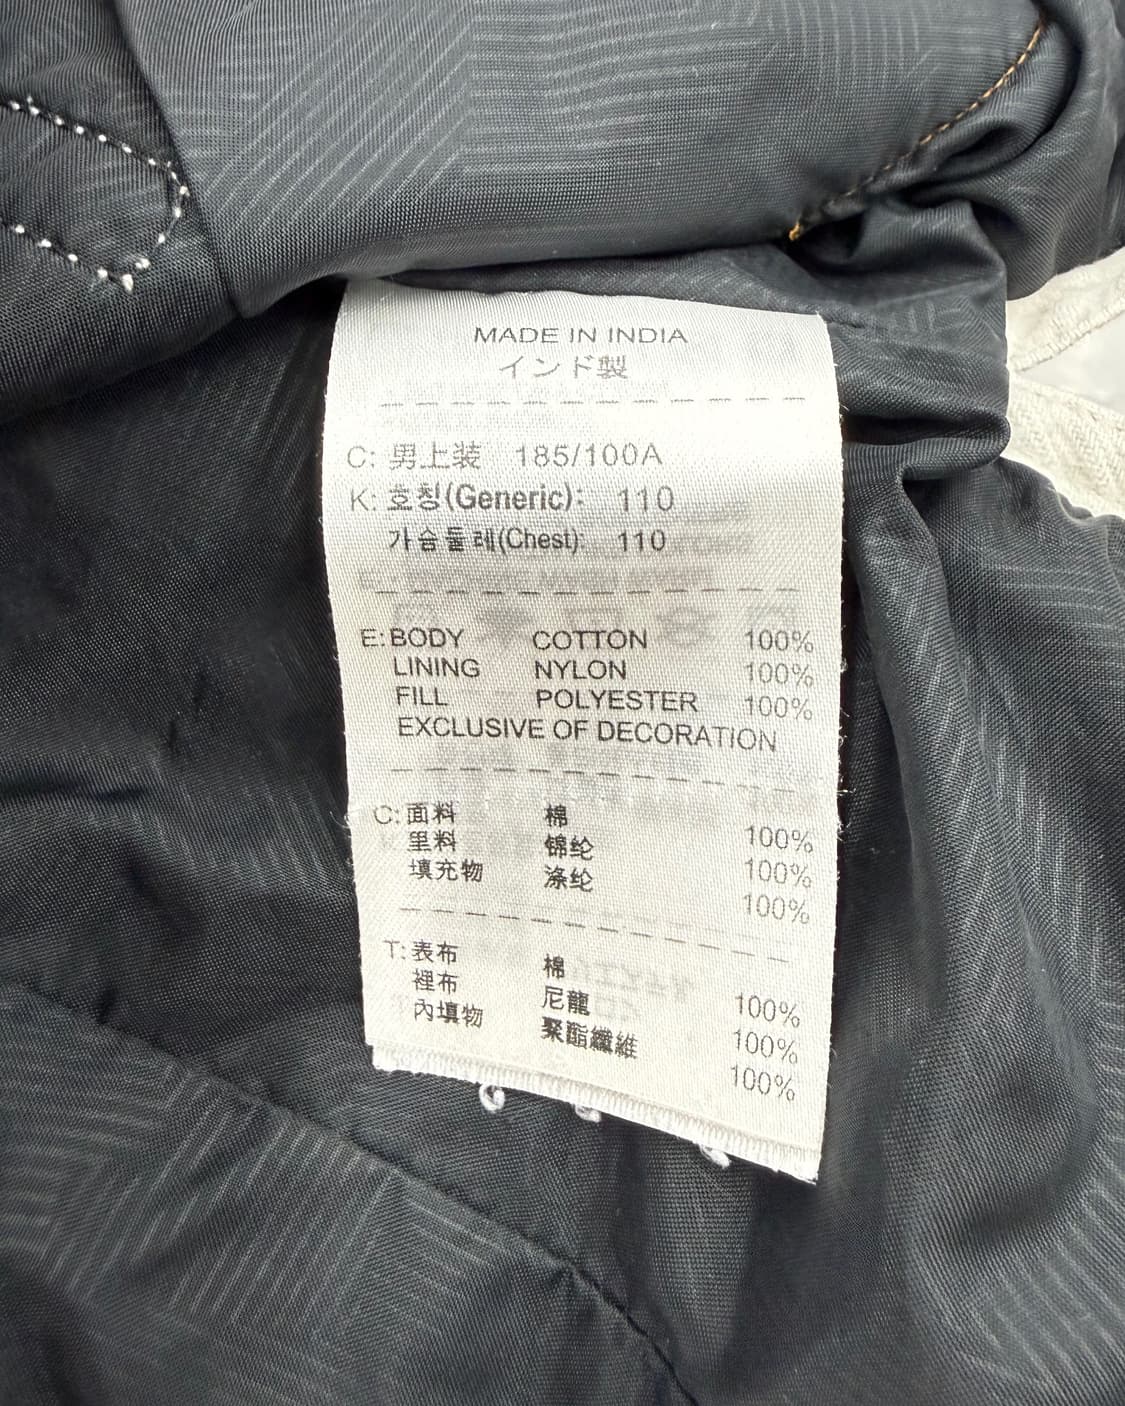 MADE IN INDIA
インド製
C: 男上装 185/100A
K: 호칭(Generic): 110
가슴둘레(Chest): 110
E: BODY COTTON 100%
LINING NYLON 100%
FILL POLYESTER 100%
EXCLUSIVE OF DECORATION
C: 面料 棉 100%
里料 锦纶 100%
填充物 涤纶 100%
T: 表布 棉 100%
裡布 尼龍 100%
內填物 聚酯纖維 100%